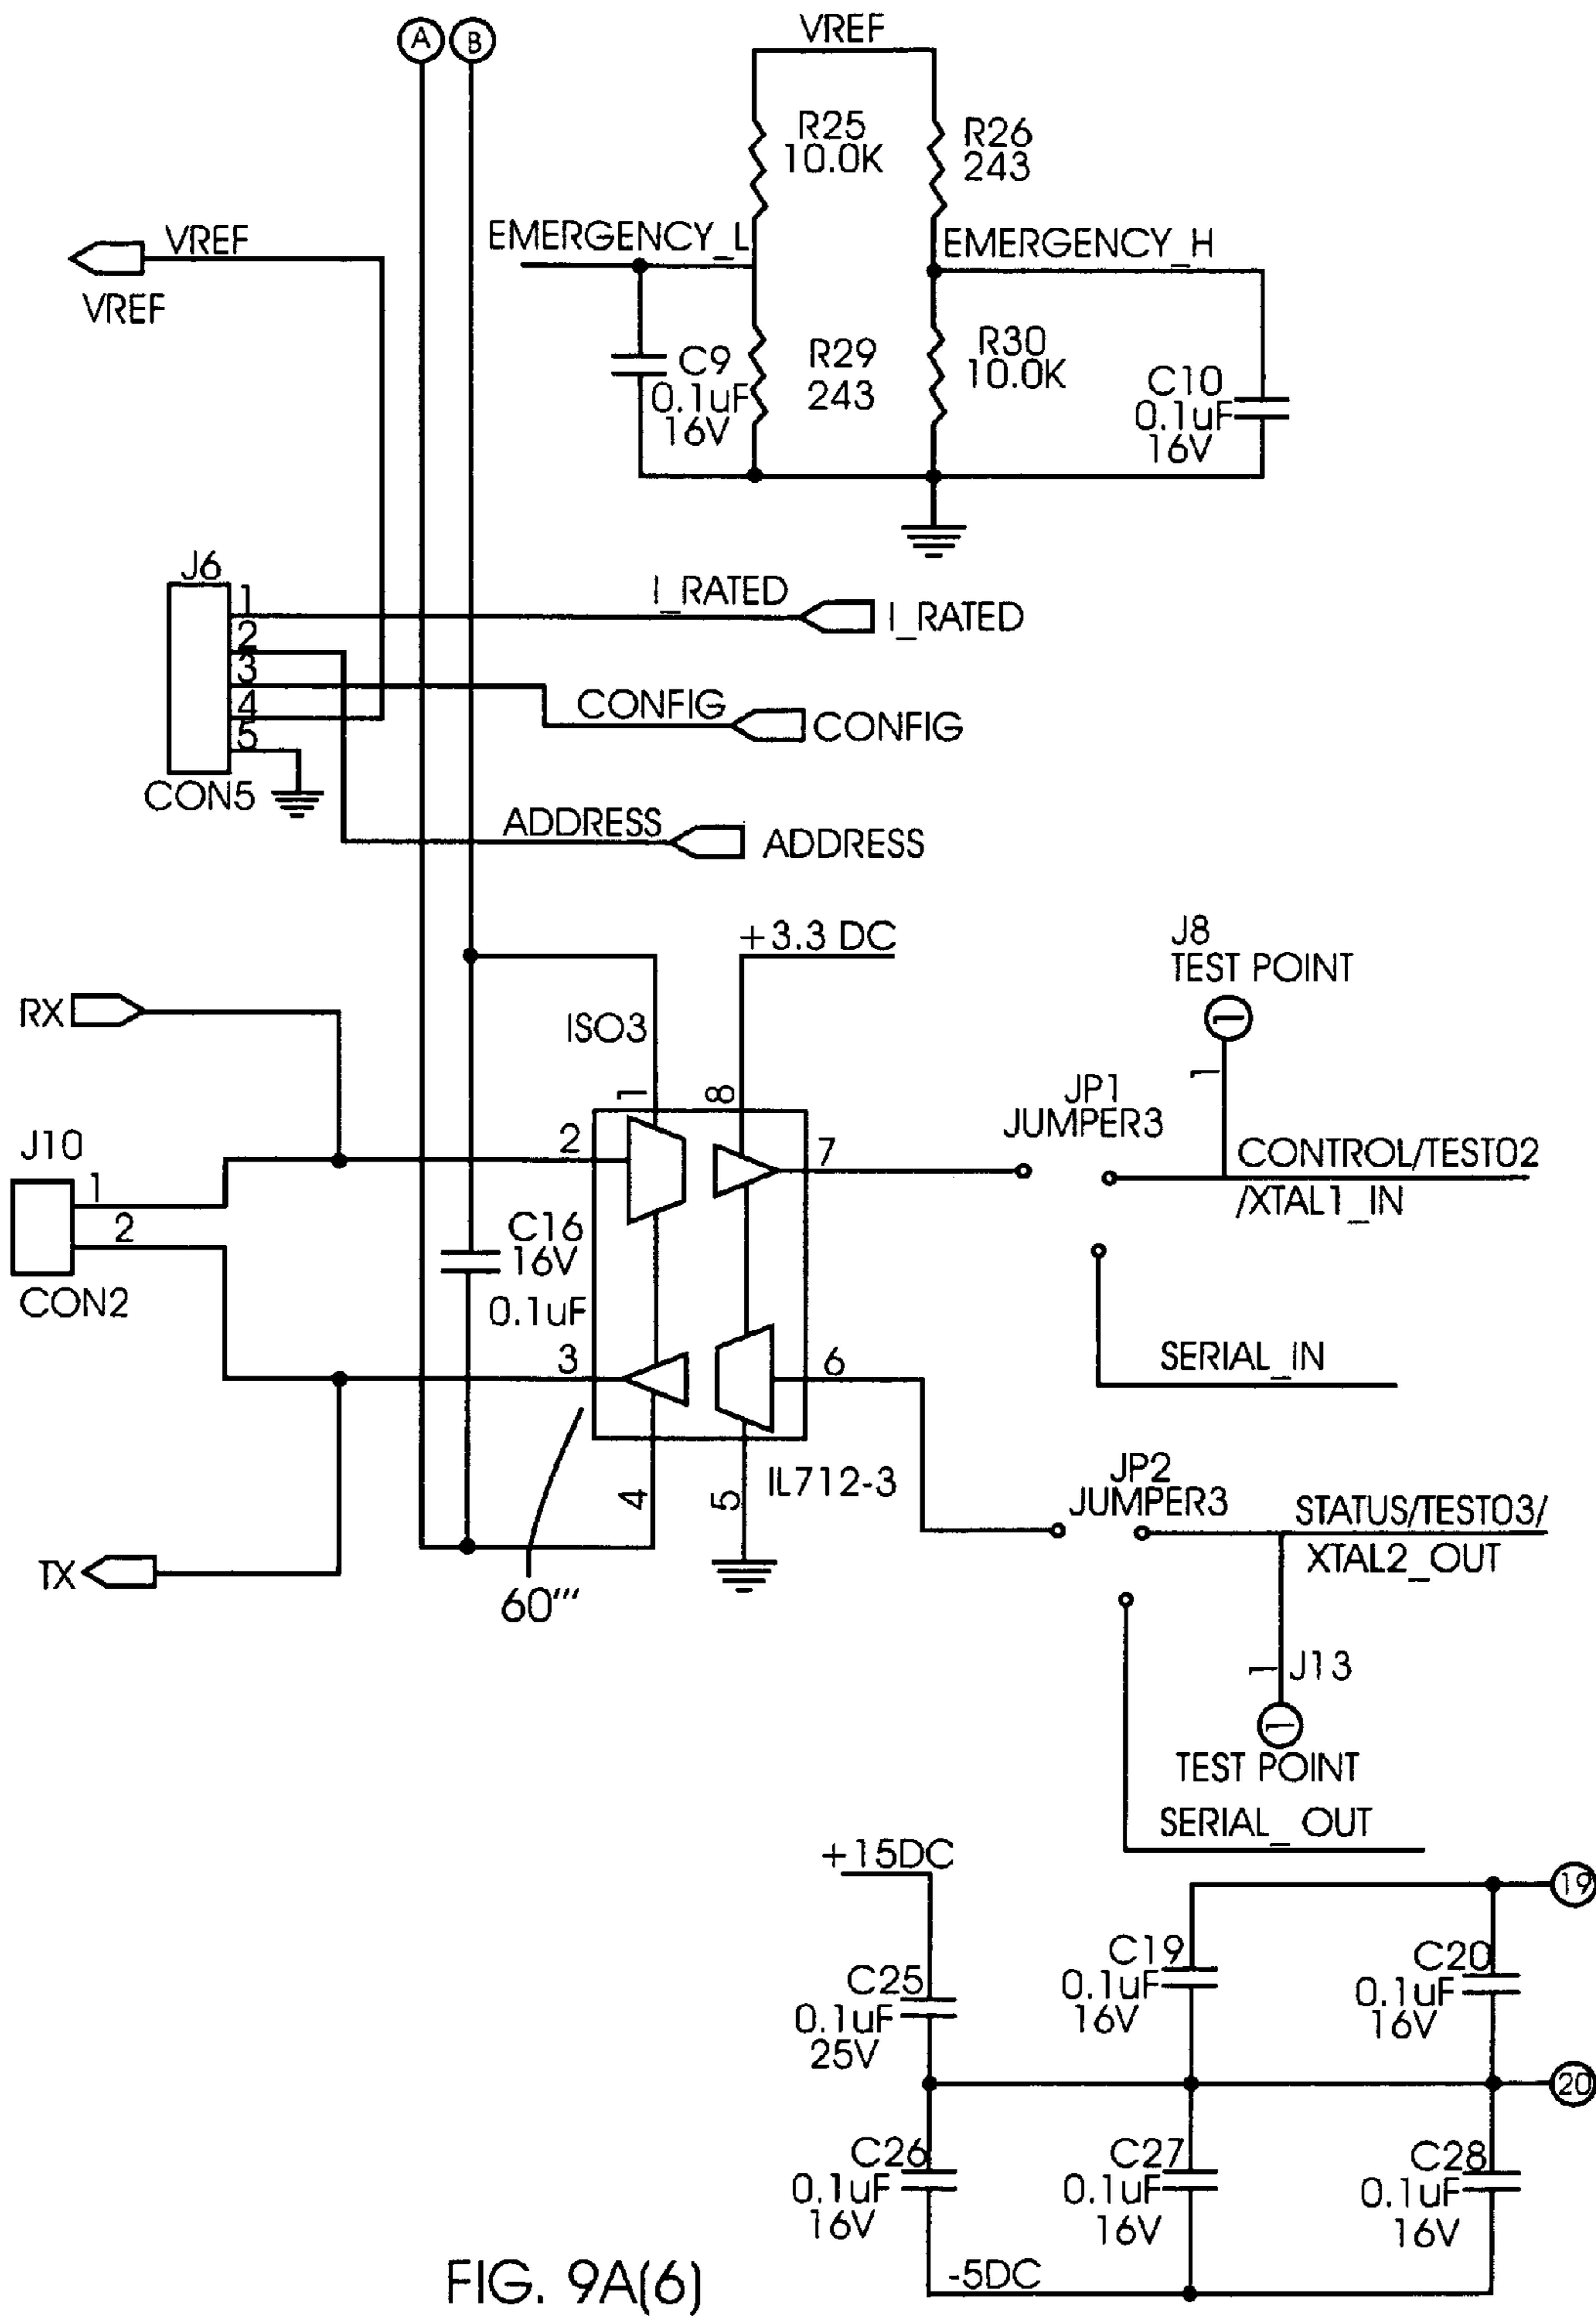 A
B
VREF
R25
10.0K
R26
243
EMERGENCY_L
EMERGENCY_H
VREF
VREF
C9
0.1uF
16V
R29
243
R30
10.0K
C10
0.1uF
16V
J6
1
2
3
4
5
CON5
I_RATED
I_RATED
CONFIG
CONFIG
ADDRESS
ADDRESS
+3.3 DC
J8
TEST POINT
1
1
RX
ISO3
1
8
JP1
JUMPER3
J10
1
2
CON2
2
7
CONTROL/TEST02
/XTAL1_IN
C16
16V
0.1uF
3
6
SERIAL_IN
4
5
IL712-3
JP2
JUMPER3
STATUS/TEST03/
XTAL2_OUT
TX
60'''
1
J13
1
TEST POINT
SERIAL_ OUT
+15DC
19
C25
0.1uF
25V
C19
0.1uF
16V
C20
0.1uF
16V
20
C26
0.1uF
16V
C27
0.1uF
16V
C28
0.1uF
16V
-5DC
FIG. 9A(6)